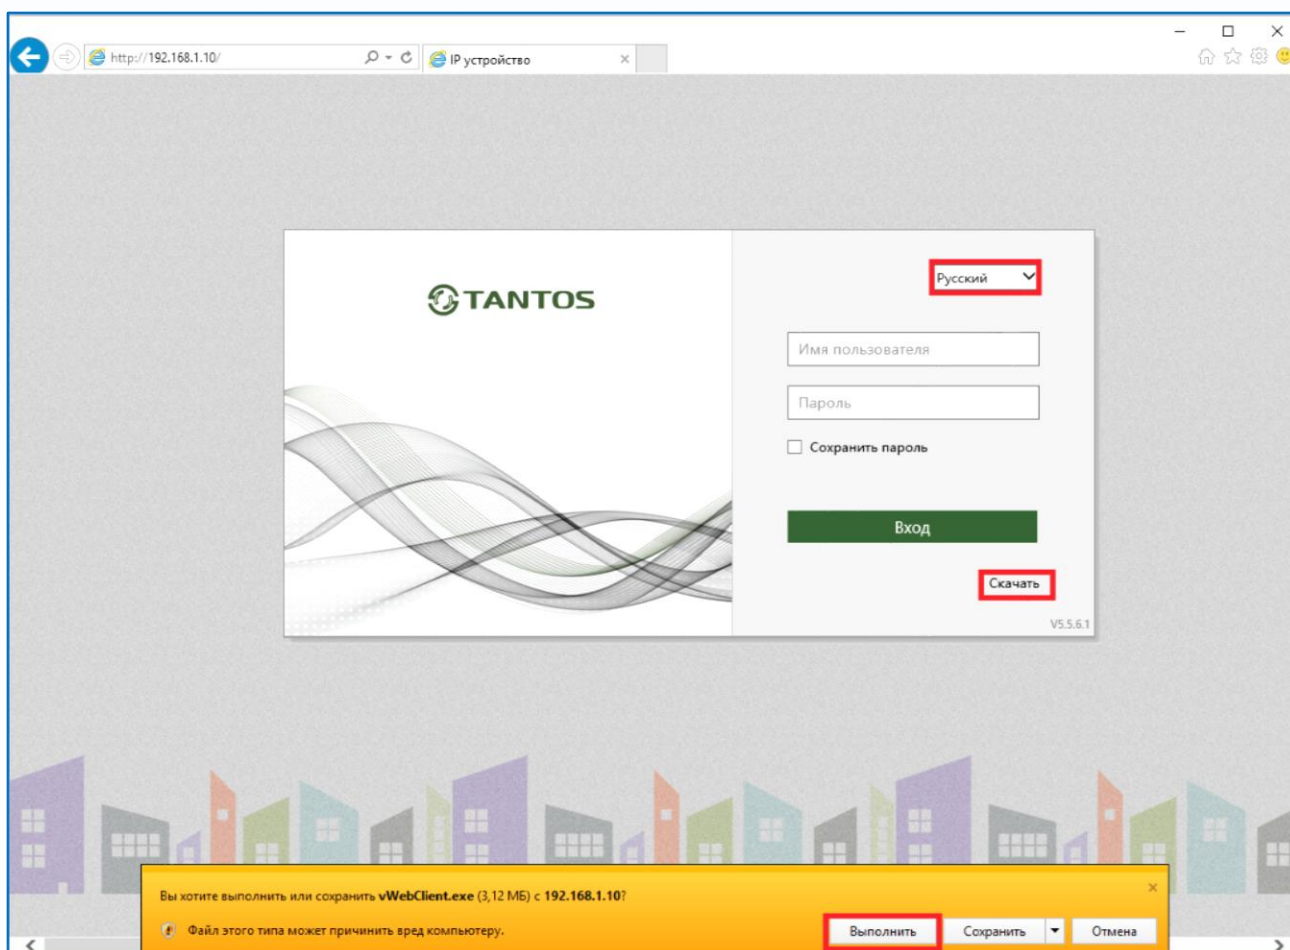 http://192.168.1.10/
IP устройство
TANTOS
Русский
Имя пользователя
Пароль
Сохранить пароль
Вход
Скачать
V5.5.6.1
Вы хотите выполнить или сохранить vWebClient.exe (3,12 МБ) с 192.168.1.10?
Файл этого типа может причинить вред компьютеру.
Выполнить Сохранить Отмена